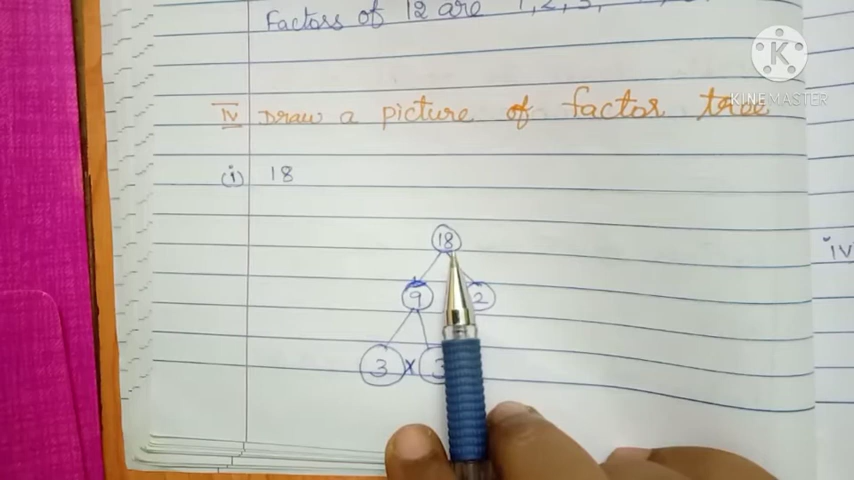 Factors of 12 are 1, 2, 3,
KINEMASTER
IV Draw a picture of factor tree
(i) 18
18
iv
9 2
3 x 3